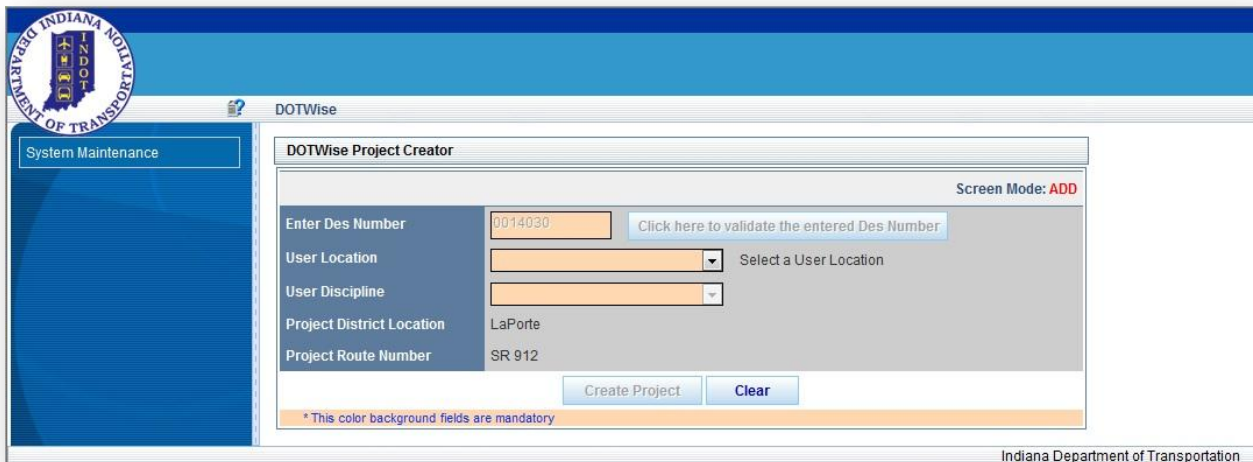 INDIANA DEPARTMENT OF TRANSPORTATION
INDOT
DOTWise
System Maintenance
DOTWise Project Creator
Screen Mode: ADD
Enter Des Number 0014030 Click here to validate the entered Des Number
User Location Select a User Location
User Discipline
Project District Location LaPorte
Project Route Number SR 912
Create Project Clear
* This color background fields are mandatory
Indiana Department of Transportation